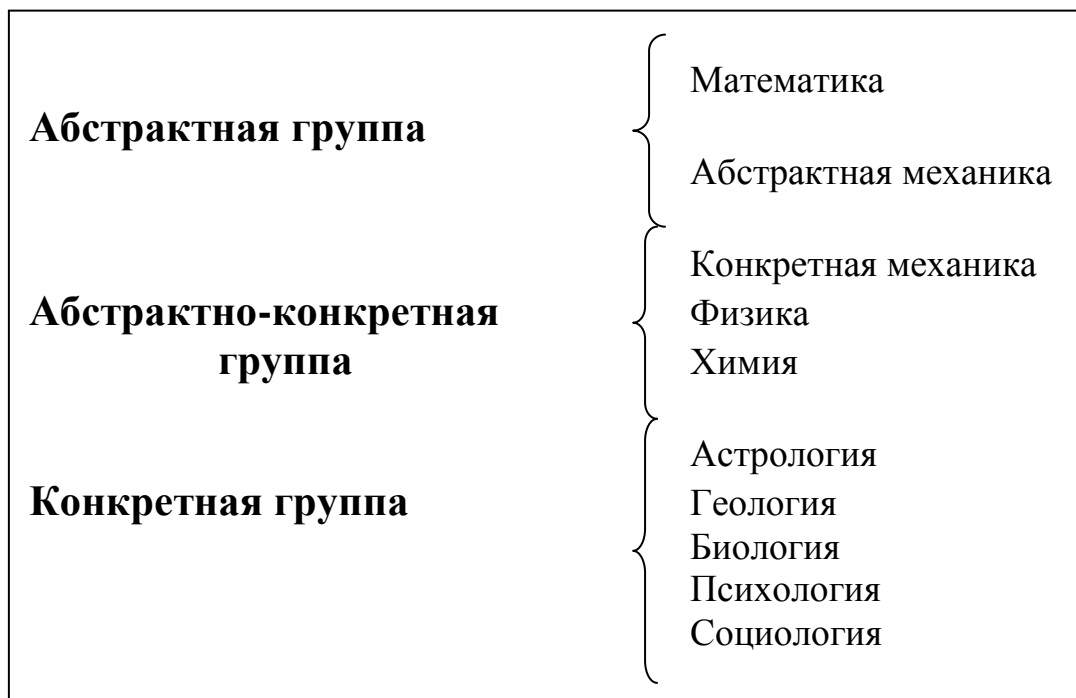 Абстрактная группа
Математика
Абстрактная механика
Абстрактно-конкретная
группа
Конкретная механика
Физика
Химия
Конкретная группа
Астрология
Геология
Биология
Психология
Социология